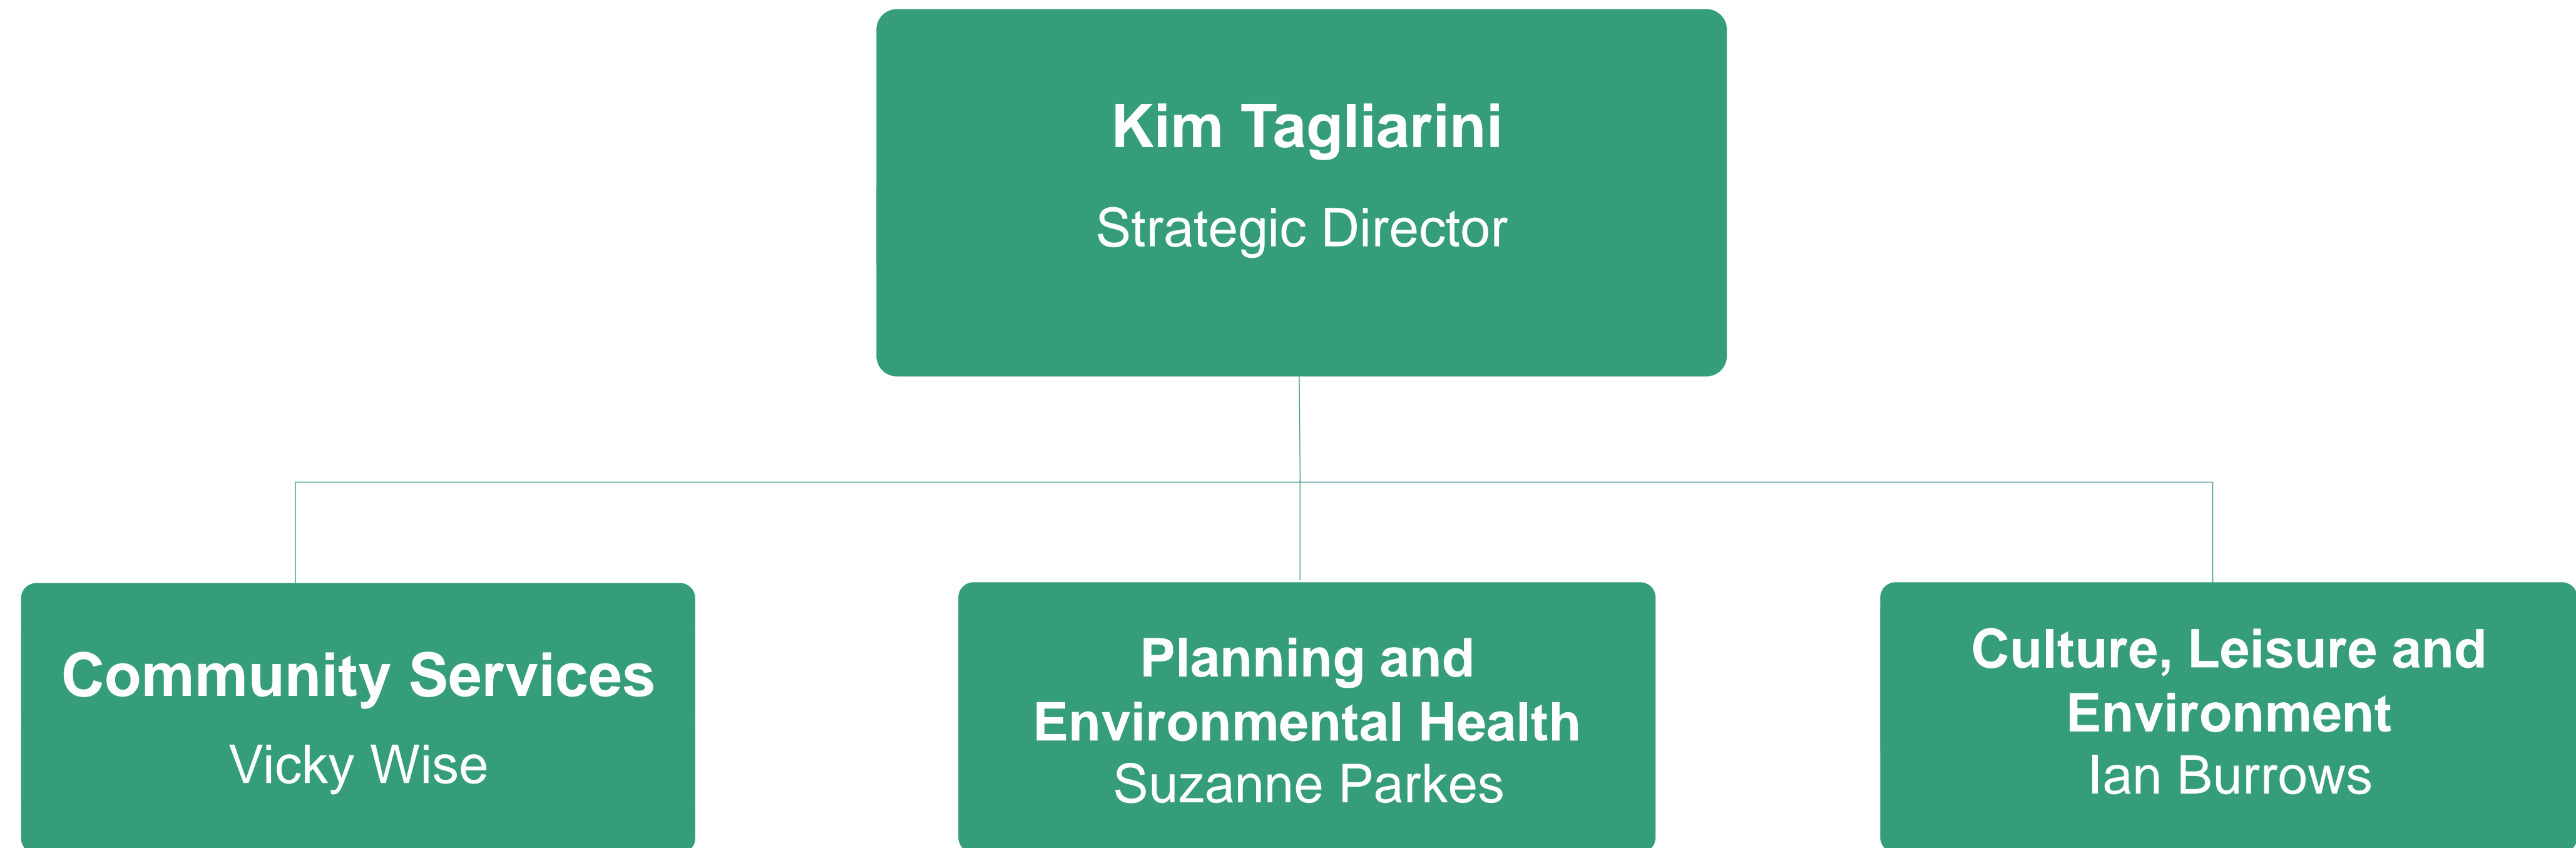 Kim Tagliarini
Strategic Director
Community Services
Vicky Wise
Planning and
Environmental Health
Suzanne Parkes
Culture, Leisure and
Environment
Ian Burrows